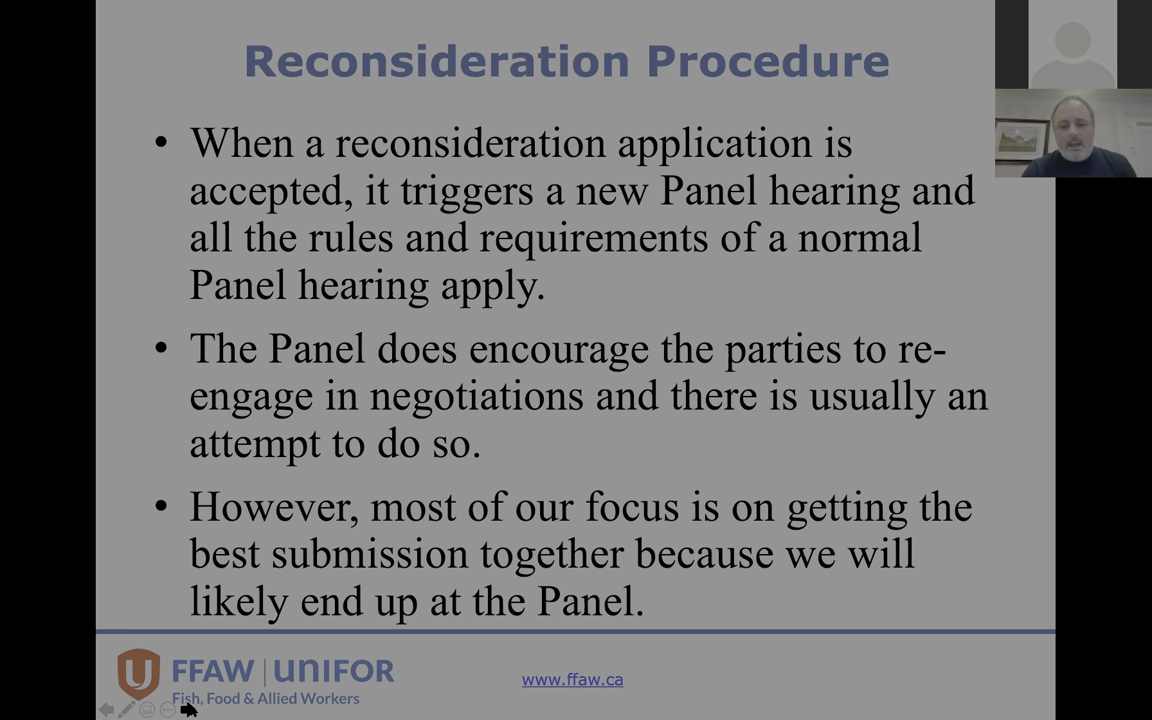 Reconsideration Procedure
• When a reconsideration application is
accepted, it triggers a new Panel hearing and
all the rules and requirements of a normal
Panel hearing apply.
• The Panel does encourage the parties to re-
engage in negotiations and there is usually an
attempt to do so.
• However, most of our focus is on getting the
best submission together because we will
likely end up at the Panel.
FFAW | UNIFOR
Fish, Food & Allied Workers
www.ffaw.ca